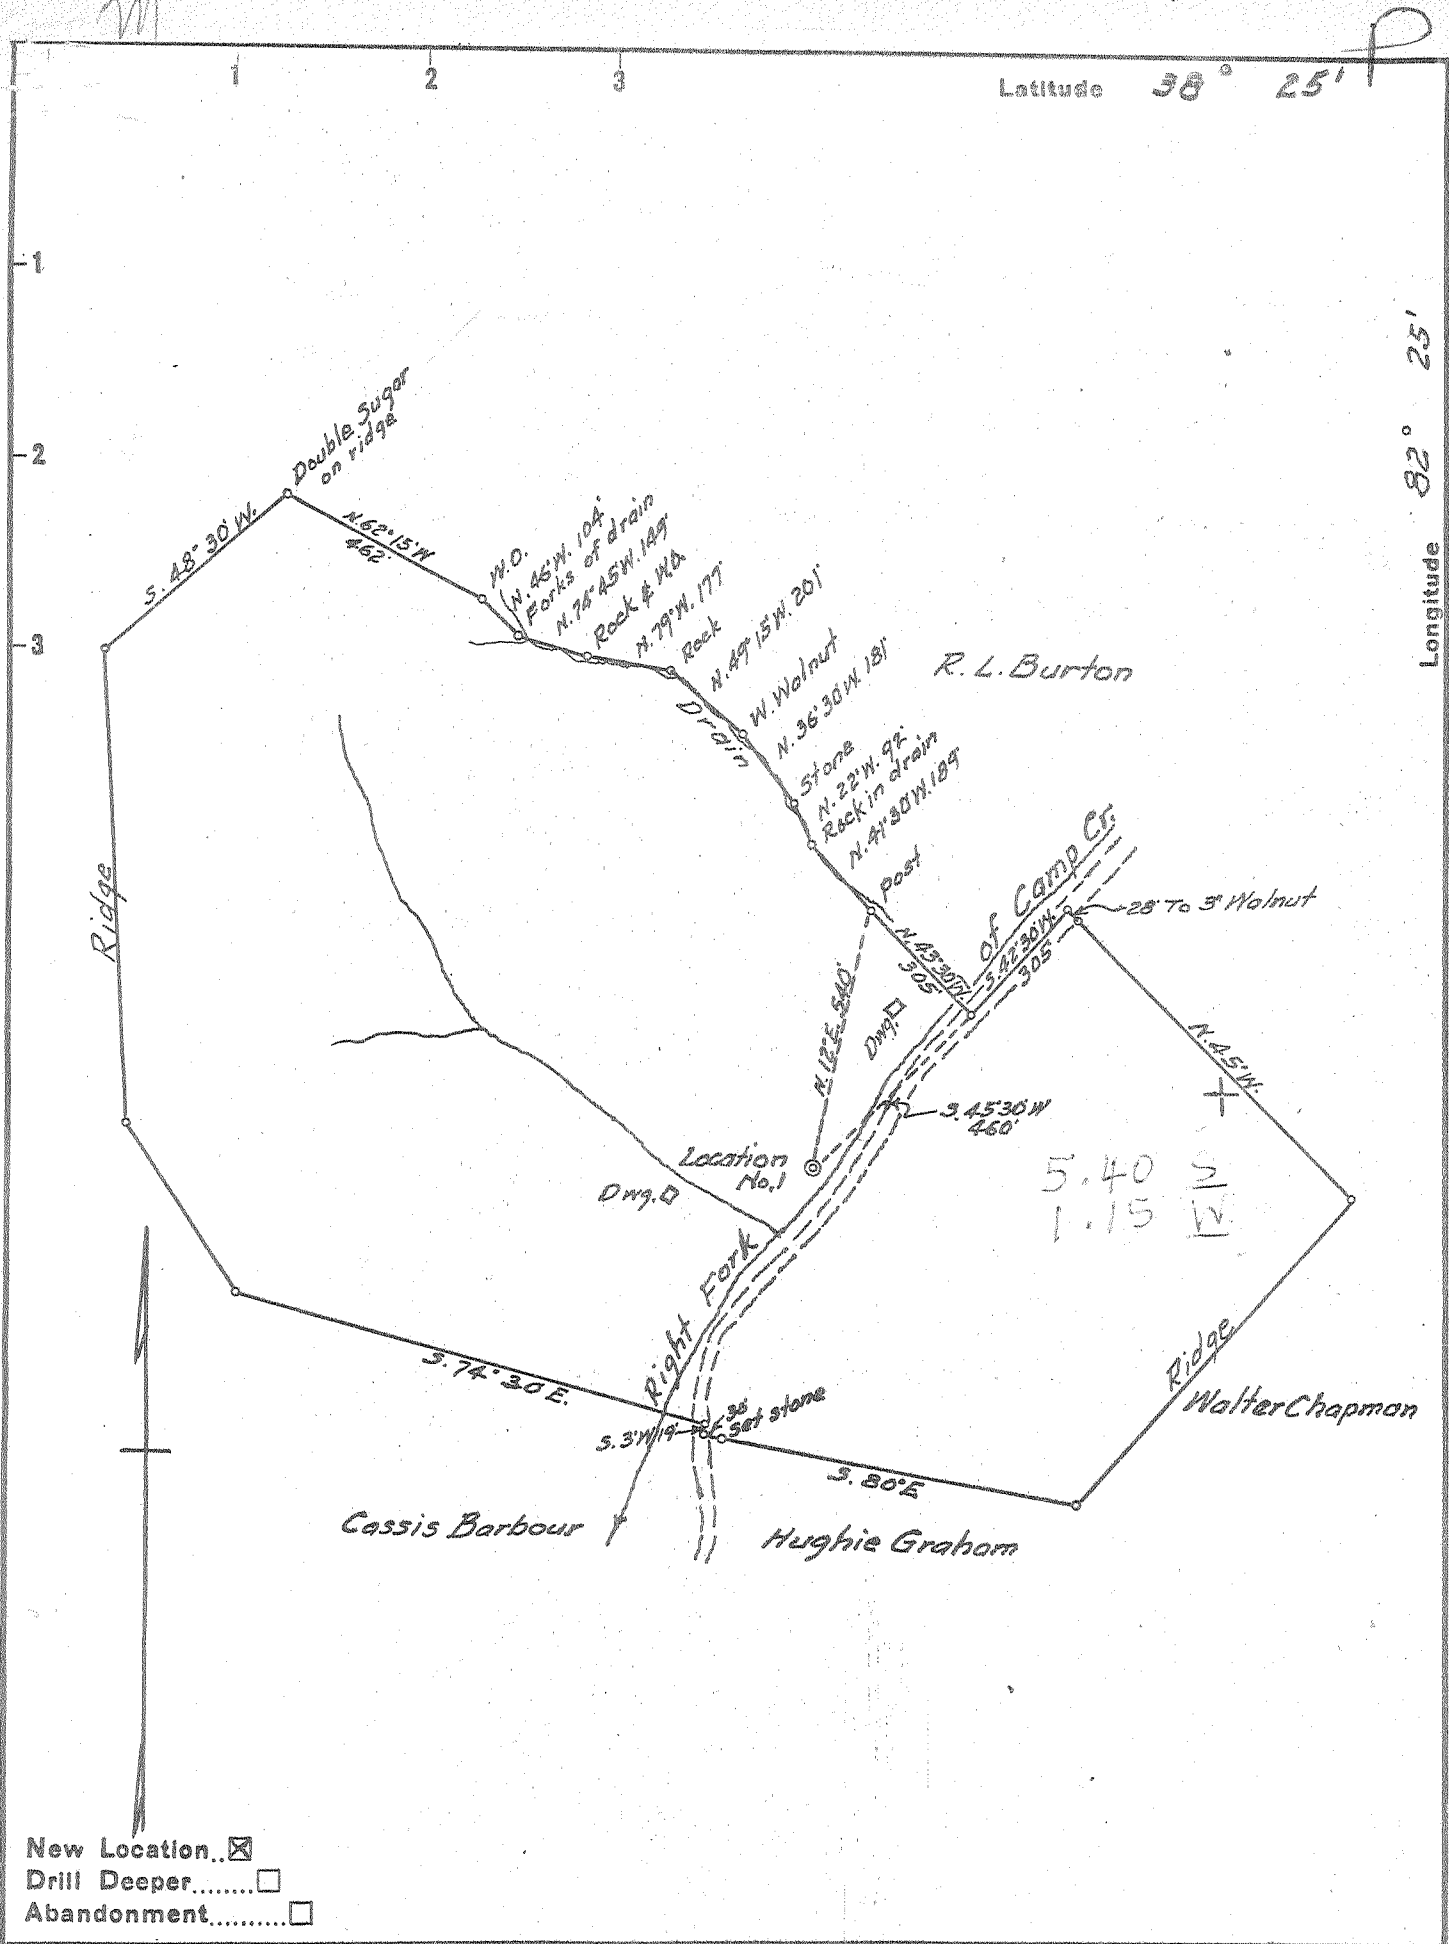 m
P
1
2
3
Latitude 38° 25'
Longitude 82° 25'
1
2
3
Double Sugar
on ridge
S. 48° 30' W.
N. 62° 15' W
462'
W.O.
N. 46° W. 104'
Forks of drain
Rock & W.O.
N. 79° W. 177'
Rock
N. 49° 15' W. 201'
W. Walnut
N. 36° 30' W. 181'
Stone
N. 22° W. 92'
Rock in drain
N. 41° 30' W. 189'
Post
Drain
R. L. Burton
Ridge
of Camp Cr.
28' To 3" Walnut
N. 43° 30' W.
305'
S. 42° 30' W.
305'
N. 12° E. 540'
Dwg.
N. 45° W.
S. 45° 30' W
460'
Location
No. 1
Dwg.
5.40 S
1.15 W
Right Fork
Ridge
Walter Chapman
S. 74° 30' E.
S. 3° W. 19'
Set stone
S. 80° E
Cassis Barbour
Hughie Graham
New Location..☒
Drill Deeper........☐
Abandonment..........☐